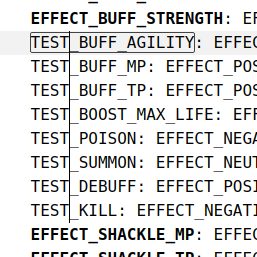 EFFECT_BUFF_STRENGTH: EF
TEST_BUFF_AGILITY: EFFEC
TEST_BUFF_MP: EFFECT_POS
TEST_BUFF_TP: EFFECT_POS
TEST_BOOST_MAX_LIFE: EFF
TEST_POISON: EFFECT_NEGA
TEST_SUMMON: EFFECT_NEUT
TEST_DEBUFF: EFFECT_POSI
TEST_KILL: EFFECT_NEGATI
EFFECT_SHACKLE_MP: EFFEC